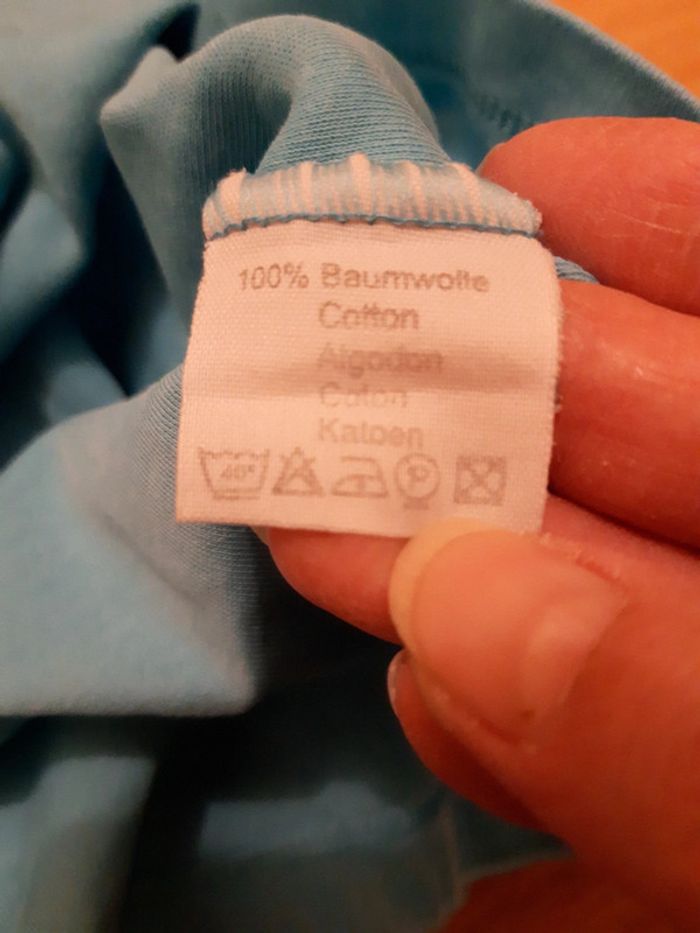 100% Baumwolle
Cotton
Algodon
Coton
Katoen
40° P